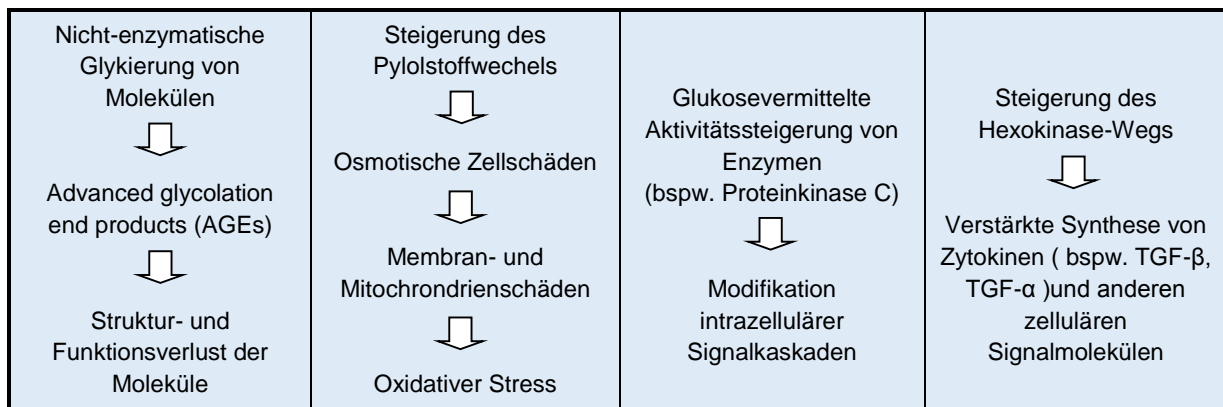 Nicht-enzymatische
Glykierung von
Molekülen
Advanced glycolation
end products (AGEs)
Struktur- und
Funktionsverlust der
Moleküle
Steigerung des
Pylolstoffwechels
Osmotische Zellschäden
Membran- und
Mitochrondrienschäden
Oxidativer Stress
Glukosevermittelte
Aktivitätssteigerung von
Enzymen
(bspw. Proteinkinase C)
Modifikation
intrazellulärer
Signalkaskaden
Steigerung des
Hexokinase-Wegs
Verstärkte Synthese von
Zytokinen ( bspw. TGF-β,
TGF-α )und anderen
zellulären
Signalmolekülen